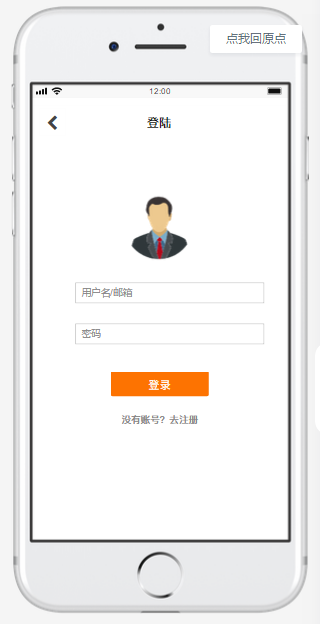 点我回原点
12:00
登陆
用户名/邮箱
密码
登录
没有账号？去注册